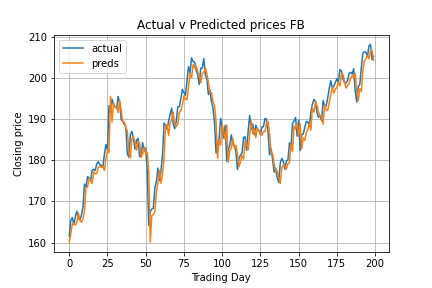 Actual v Predicted prices FB
actual
preds
210
200
190
180
170
160
Closing price
0 25 50 75 100 125 150 175 200
Trading Day